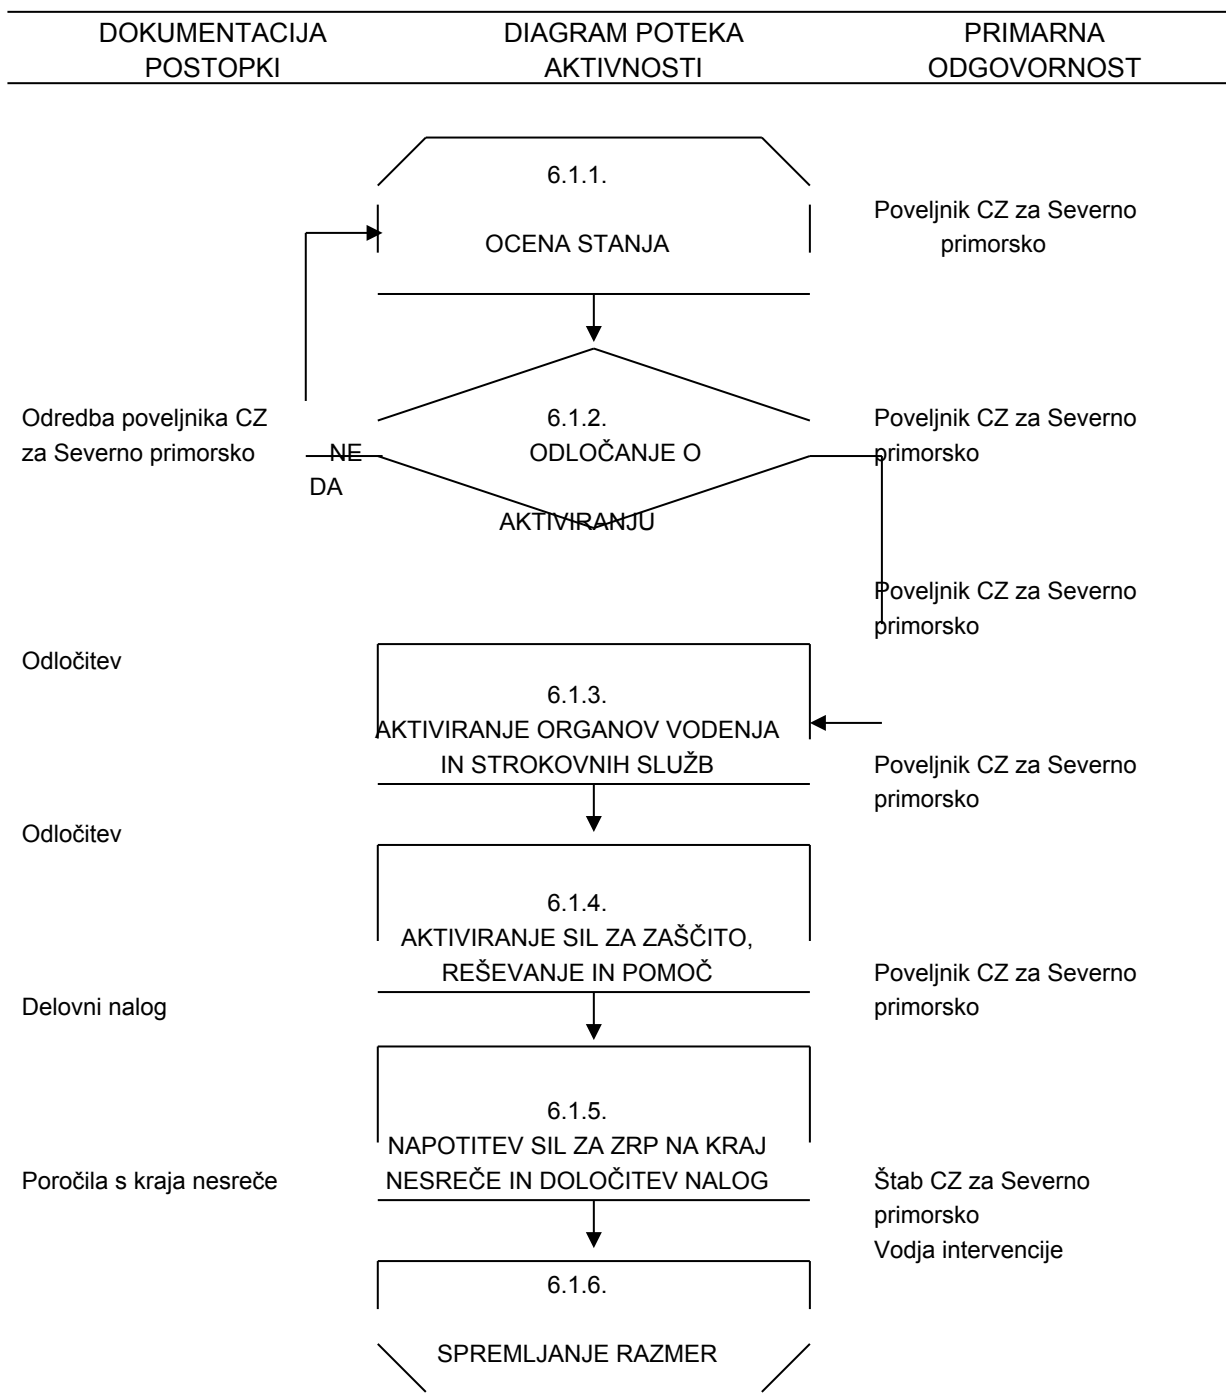 DOKUMENTACIJA
POSTOPKI
DIAGRAM POTEKA
AKTIVNOSTI
PRIMARNA
ODGOVORNOST
6.1.1.
OCENA STANJA
Poveljnik CZ za Severno
primorsko
Odredba poveljnika CZ
za Severno primorsko
NE
DA
6.1.2.
ODLOČANJE O
AKTIVIRANJU
Poveljnik CZ za Severno
primorsko
Poveljnik CZ za Severno
primorsko
Odločitev
6.1.3.
AKTIVIRANJE ORGANOV VODENJA
IN STROKOVNIH SLUŽB
Poveljnik CZ za Severno
primorsko
Odločitev
6.1.4.
AKTIVIRANJE SIL ZA ZAŠČITO,
REŠEVANJE IN POMOČ
Poveljnik CZ za Severno
primorsko
Delovni nalog
6.1.5.
NAPOTITEV SIL ZA ZRP NA KRAJ
NESREČE IN DOLOČITEV NALOG
Poročila s kraja nesreče
Štab CZ za Severno
primorsko
Vodja intervencije
6.1.6.
SPREMLJANJE RAZMER